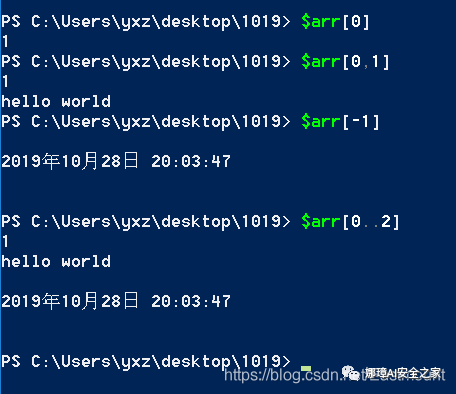 PS C:\Users\yxz\desktop\1019> $arr[0]
1
PS C:\Users\yxz\desktop\1019> $arr[0,1]
1
hello world
PS C:\Users\yxz\desktop\1019> $arr[-1]
2019年10月28日 20:03:47
PS C:\Users\yxz\desktop\1019> $arr[0..2]
1
hello world
2019年10月28日 20:03:47
PS C:\Users\yxz\desktop\1019>
娜璋AI安全之家
https://blog.csdn.net/Eastmount